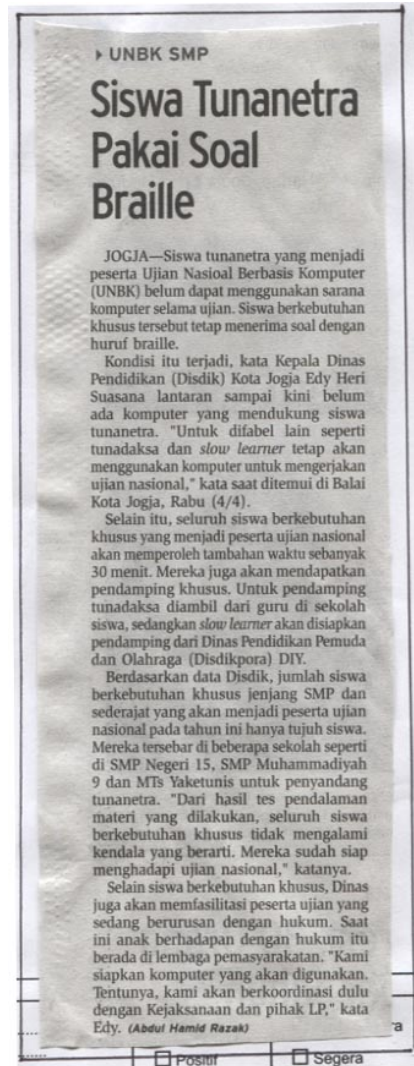 UNBK SMP
Siswa Tunanetra
Pakai Soal
Braille
JOGJA—Siswa tunanetra yang menjadi
peserta Ujian Nasioal Berbasis Komputer
(UNBK) belum dapat menggunakan sarana
komputer selama ujian. Siswa berkebutuhan
khusus tersebut tetap menerima soal dengan
huruf braille.
Kondisi itu terjadi, kata Kepala Dinas
Pendidikan (Disdik) Kota Jogja Edy Heri
Suasana lantaran sampai kini belum
ada komputer yang mendukung siswa
tunanetra. "Untuk difabel lain seperti
tunadaksa dan slow learner tetap akan
menggunakan komputer untuk mengerjakan
ujian nasional," kata saat ditemui di Balai
Kota Jogja, Rabu (4/4).
Selain itu, seluruh siswa berkebutuhan
khusus yang menjadi peserta ujian nasional
akan memperoleh tambahan waktu sebanyak
30 menit. Mereka juga akan mendapatkan
pendamping khusus. Untuk pendamping
tunadaksa diambil dari guru di sekolah
siswa, sedangkan slow learner akan disiapkan
pendamping dari Dinas Pendidikan Pemuda
dan Olahraga (Disdikpora) DIY.
Berdasarkan data Disdik, jumlah siswa
berkebutuhan khusus jenjang SMP dan
sederajat yang akan menjadi peserta ujian
nasional pada tahun ini hanya tujuh siswa.
Mereka tersebar di beberapa sekolah seperti
di SMP Negeri 15, SMP Muhammadiyah
9 dan MTs Yaketunis untuk penyandang
tunanetra. "Dari hasil tes pendalaman
materi yang dilakukan, seluruh siswa
berkebutuhan khusus tidak mengalami
kendala yang berarti. Mereka sudah siap
menghadapi ujian nasional," katanya.
Selain siswa berkebutuhan khusus, Dinas
juga akan memfasilitasi peserta ujian yang
sedang berurusan dengan hukum. Saat
ini anak berhadapan dengan hukum itu
berada di lembaga pemasyarakatan. "Kami
siapkan komputer yang akan digunakan.
Tentunya, kami akan berkoordinasi dulu
dengan Kejaksanaan dan pihak LP," kata
Edy. (Abdul Hamid Razak)
Positif Segera